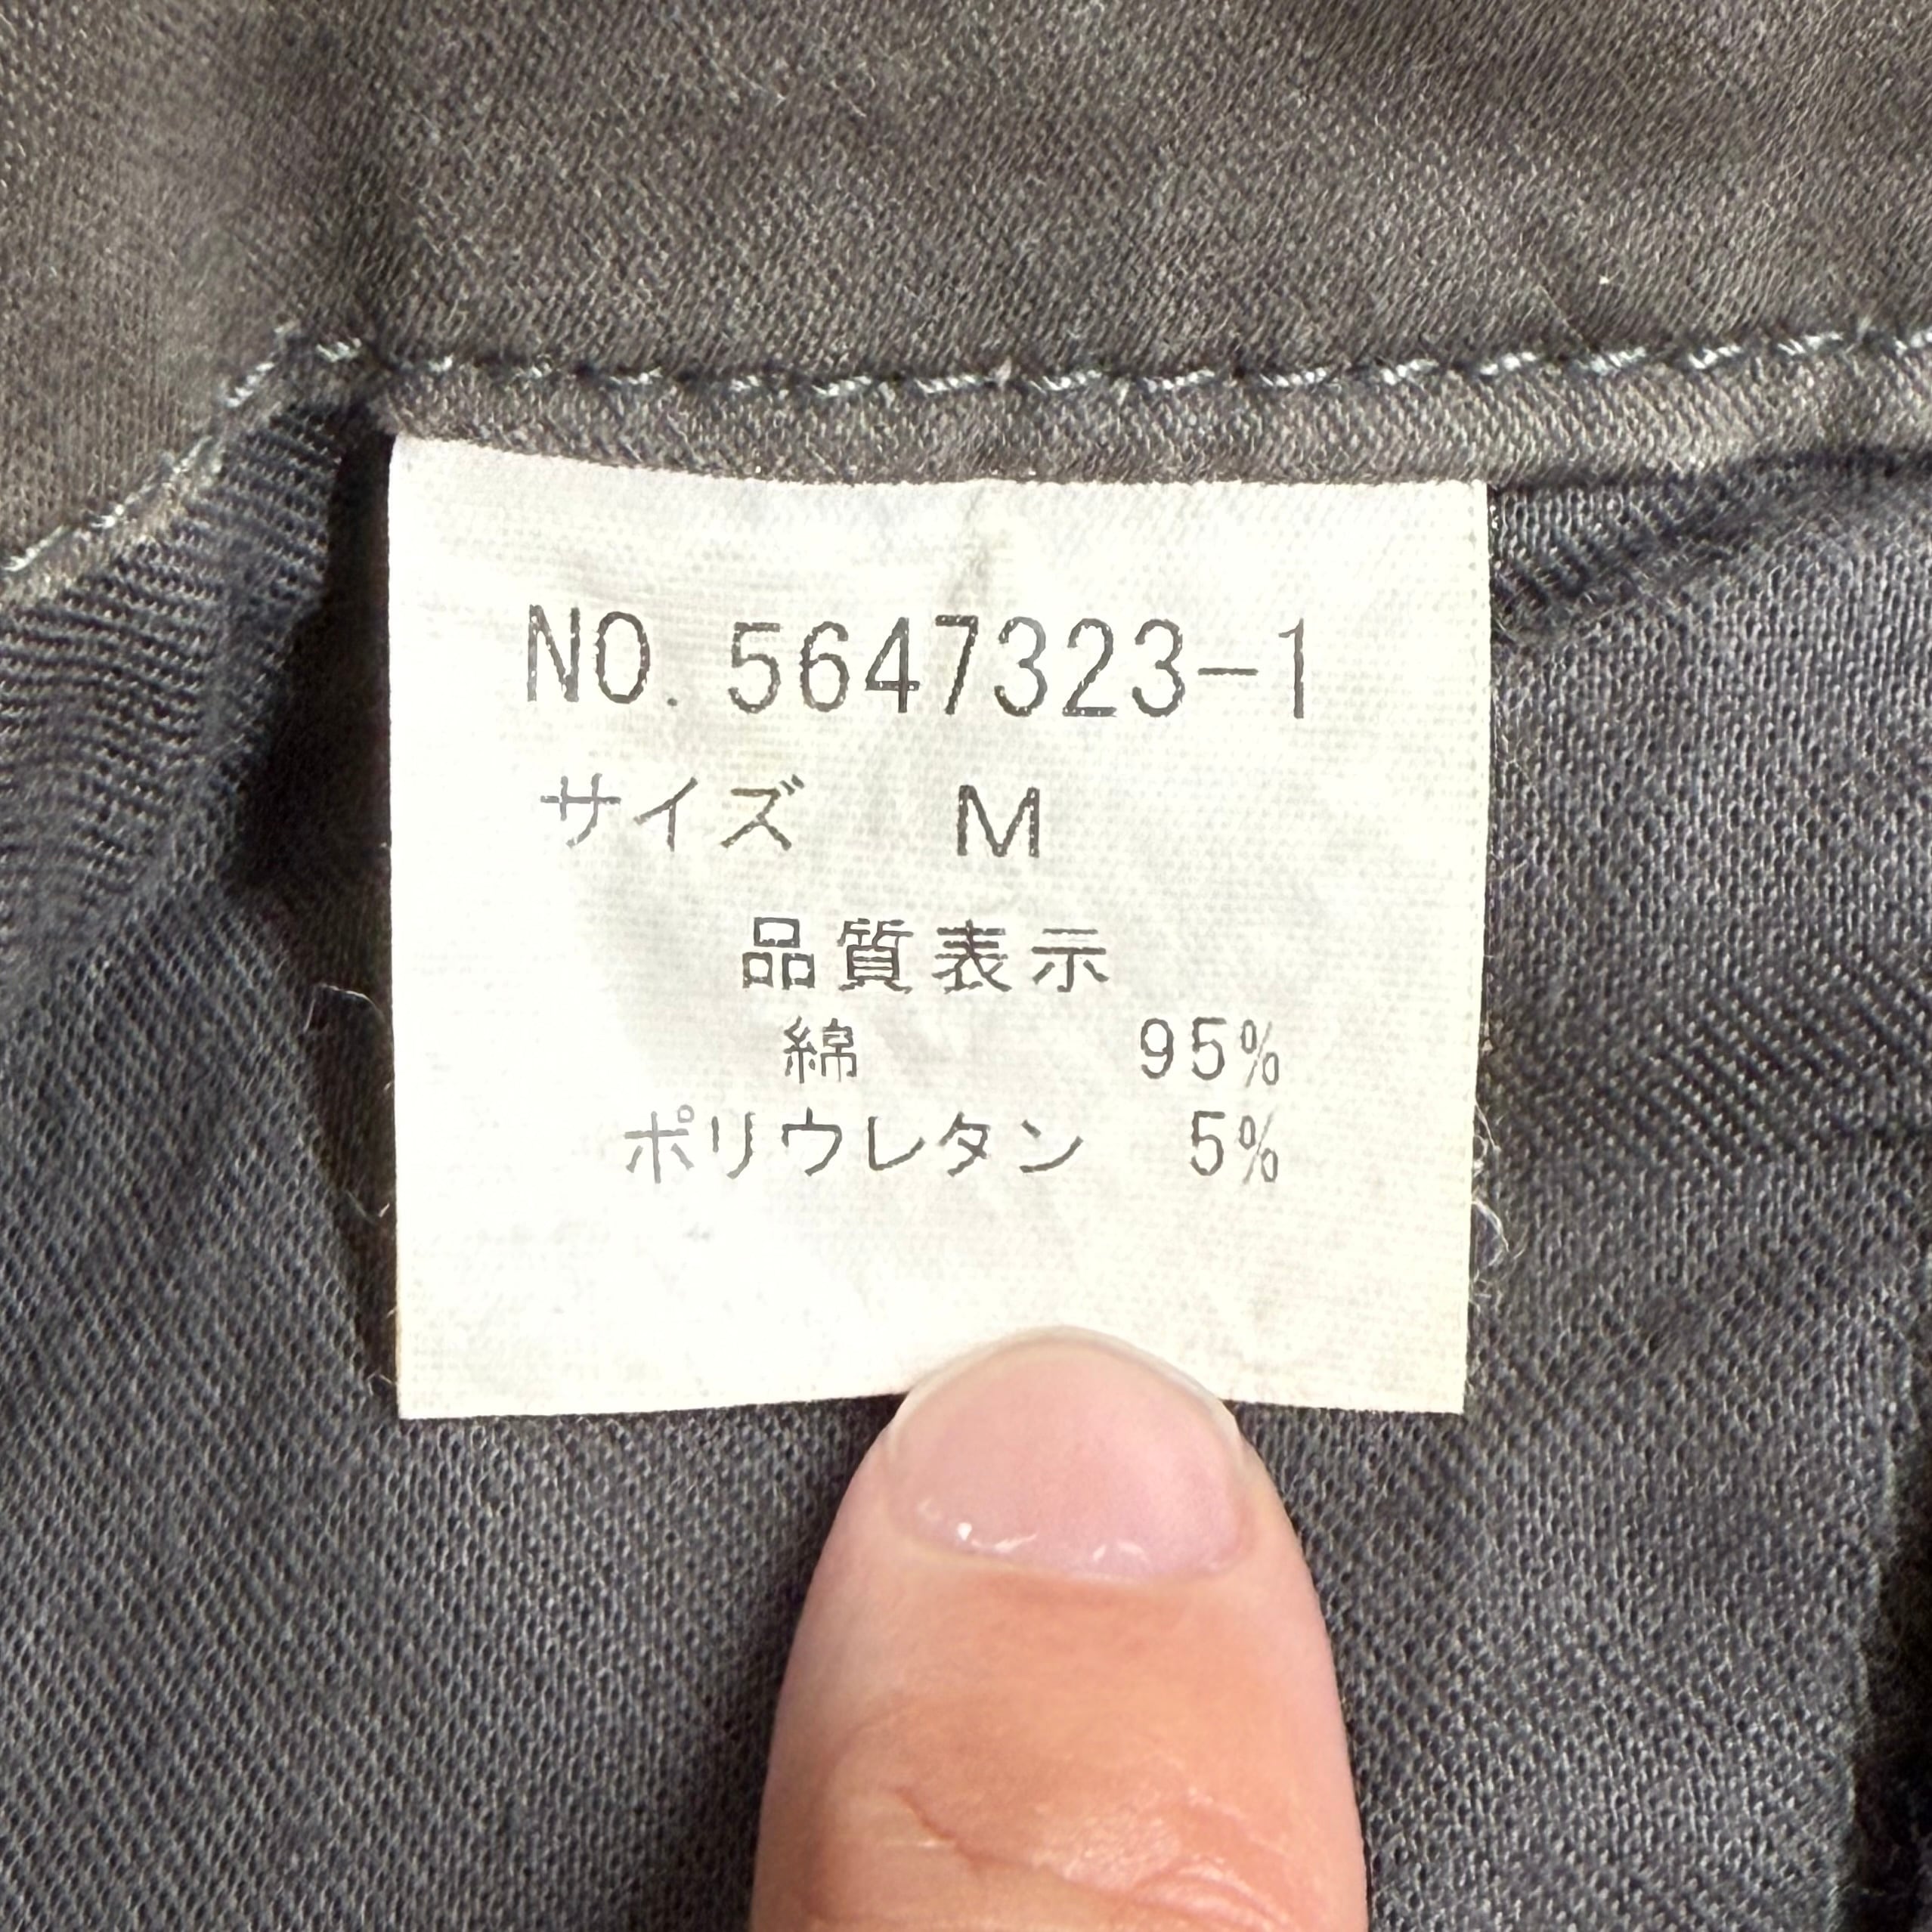 NO. 5647323-1
サイズ M
品質表示
綿 95%
ポリウレタン 5%